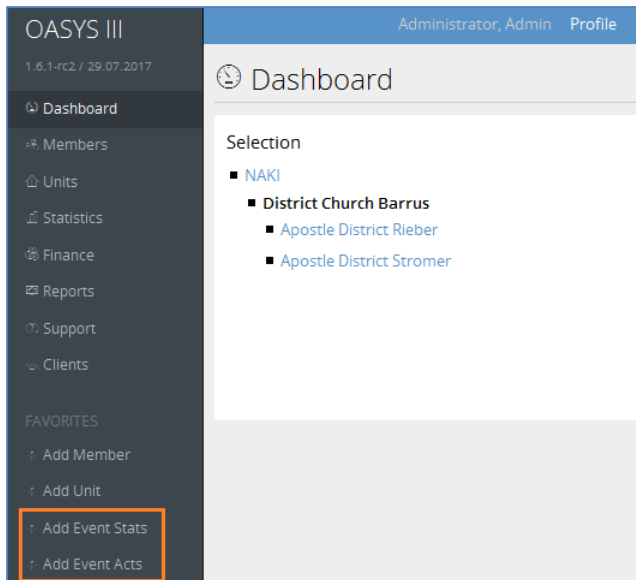 OASYS III
1.6.1-rc2 / 29.07.2017
Dashboard
Members
Units
Statistics
Finance
Reports
Support
Clients
FAVORITES
Add Member
Add Unit
Add Event Stats
Add Event Acts
Administrator, Admin Profile
Dashboard
Selection
NAKI
District Church Barrus
Apostle District Rieber
Apostle District Stromer